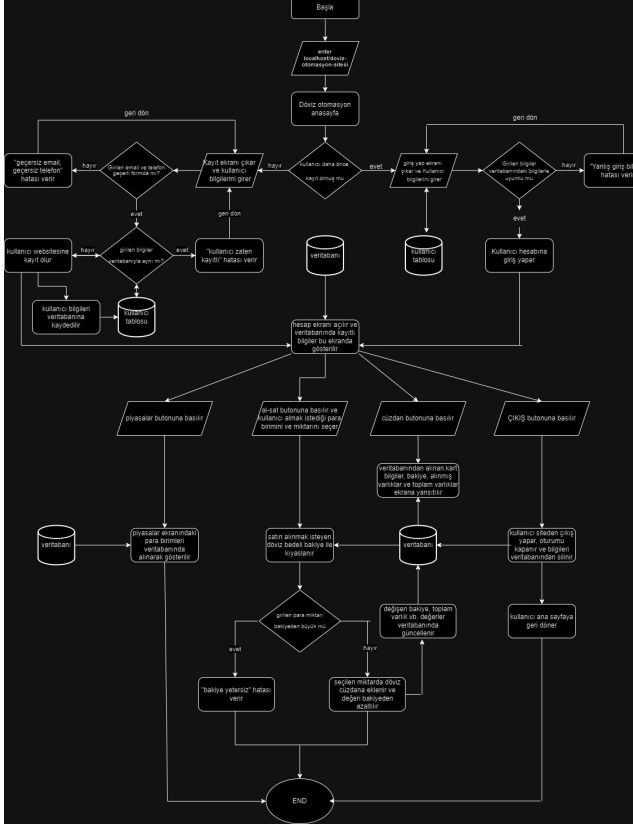 Başla
enter
localhost/doviz-
otomasyon-sitesi
Döviz otomasyon
anasayfa
geri dön
geri dön
"geçersiz email,
geçersiz telefon"
hatası verir
hayır
Girilen email ve telefon
geçerli formda mı?
Kayıt ekranı çıkar
ve kullanıcı
bilgilerini girer
hayır
kullanıcı daha önce
kayıt olmuş mu
evet
giriş yap ekranı
çıkar ve Kullanıcı
bilgilerini girer
Girilen bilgiler
veritabanındaki bilgilerle
uyumlu mu
hayır
"Yanlış giriş
hatası
evet
geri dön
evet
kullanıcı websitesine
kayıt olur
hayır
girilen bilgiler
veritabanıyla aynı mı?
evet
"kullanıcı zaten
kayıtlı" hatası verir
veritabanı
kullanıcı
tablosu
Kullanıcı hesabına
giriş yapar
kullanıcı bilgileri
veritabanına
kaydedilir
kullanıcı
tablosu
hesap ekranı açılır ve
veritabanında kayıtlı
bilgiler bu ekranda
gösterilir
piyasalar butonuna basılır
al-sat butonuna basılır ve
kullanıcı almak istediği para
birimini ve miktarını seçer
cüzdan butonuna basılır
ÇIKIŞ butonuna basılır
veritabanından alınan kart
bilgiler, bakiye, alınmış
varlıklar ve toplam varlıklar
ekrana yansıtılır
veritabanı
piyasalar ekranındaki
para birimleri
veritabanında
alınarak gösterilir
satın alınmak isteyen
döviz bedeli bakiye ile
kıyaslanır
veritabanı
kullanıcı siteden çıkış
yapar, oturumu
kapanır ve bilgileri
veritabanından silinir
girilen para miktarı
bakiyeden büyük mü
değişen bakiye, toplam
varlık vb. değerler
veritabanında
güncellenir
kullanıcı ana sayfaya
geri döner
evet
hayır
"bakiye yetersiz" hatası
verir
seçilen miktarda döviz
cüzdana eklenir ve
değeri bakiyeden
azaltılır
END